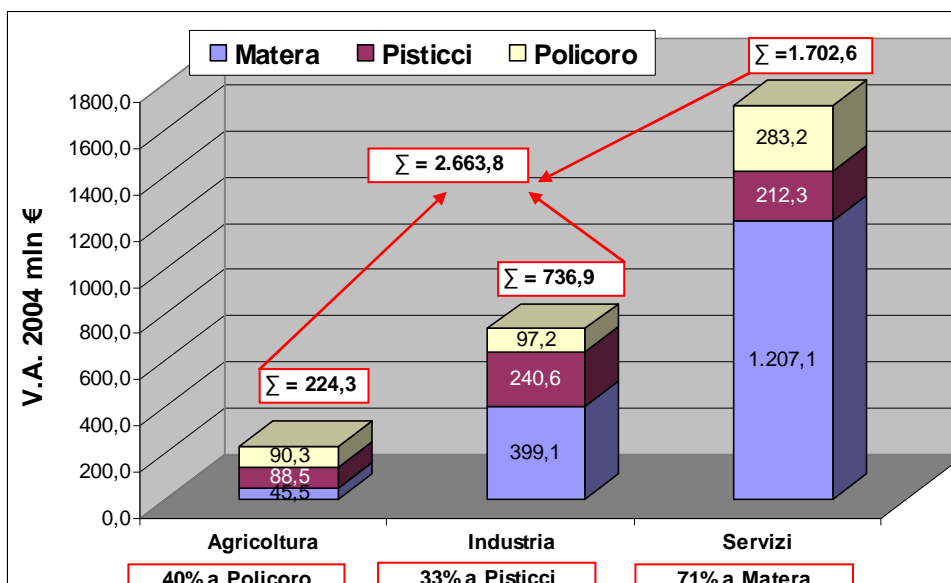 Matera Pisticci Policoro
∑ =1.702,6
∑ = 2.663,8
∑ = 736,9
∑ = 224,3
V.A. 2004 mln €
1800,0
1600,0
1400,0
1200,0
1000,0
800,0
600,0
400,0
200,0
0,0
90,3
88,5
45,5
97,2
240,6
399,1
283,2
212,3
1.207,1
Agricoltura Industria Servizi
40% a Policoro 33% a Pisticci 71% a Matera